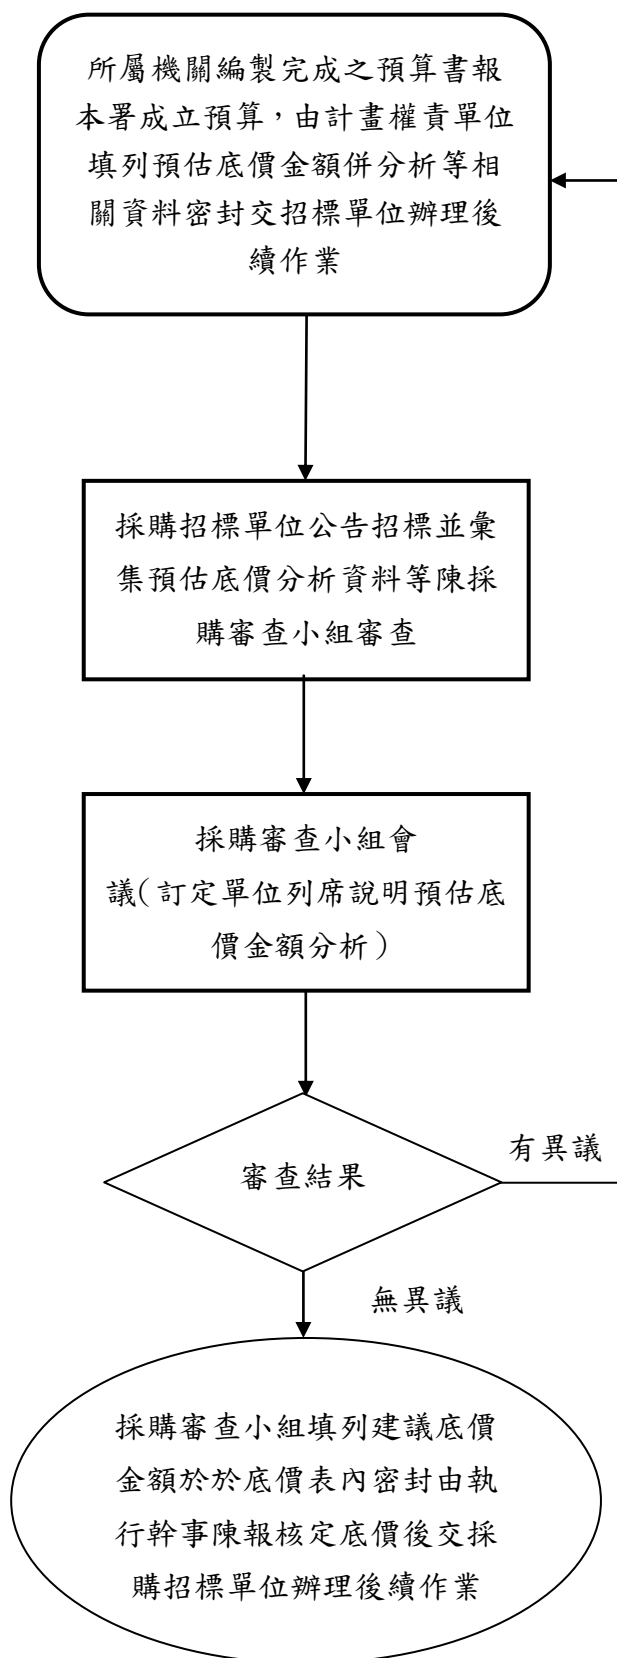 所屬機關編製完成之預算書報
本署成立預算，由計畫權責單位
填列預估底價金額併分析等相
關資料密封交招標單位辦理後
續作業
採購招標單位公告招標並彙
集預估底價分析資料等陳採
購審查小組審查
採購審查小組會
議(訂定單位列席說明預估底
價金額分析)
審查結果
有異議
無異議
採購審查小組填列建議底價
金額於於底價表內密封由執
行幹事陳報核定底價後交採
購招標單位辦理後續作業